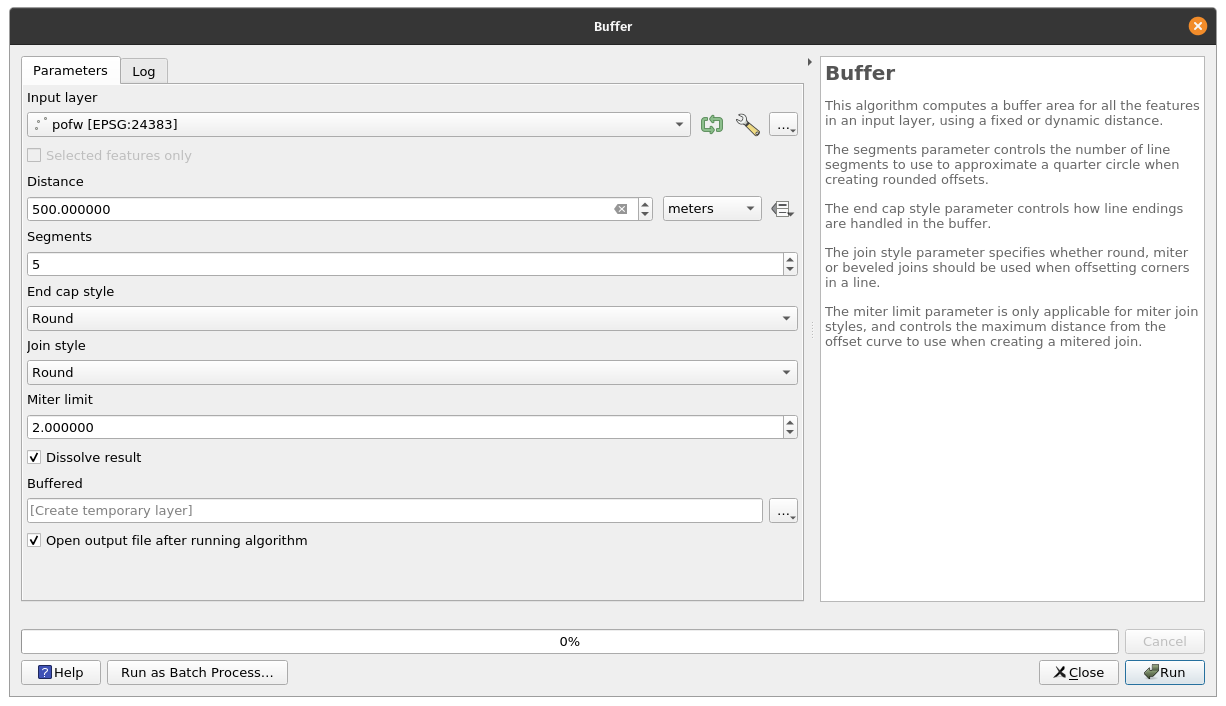 Buffer
Parameters
Log
Input layer
pofw [EPSG:24383]
...
Selected features only
Distance
500.000000
meters
Segments
5
End cap style
Round
Join style
Round
Miter limit
2.000000
Dissolve result
Buffered
[Create temporary layer]
...
Open output file after running algorithm
Buffer
This algorithm computes a buffer area for all the features
in an input layer, using a fixed or dynamic distance.
The segments parameter controls the number of line
segments to use to approximate a quarter circle when
creating rounded offsets.
The end cap style parameter controls how line endings
are handled in the buffer.
The join style parameter specifies whether round, miter
or beveled joins should be used when offsetting corners
in a line.
The miter limit parameter is only applicable for miter join
styles, and controls the maximum distance from the
offset curve to use when creating a mitered join.
0%
Cancel
? Help
Run as Batch Process...
Close
Run